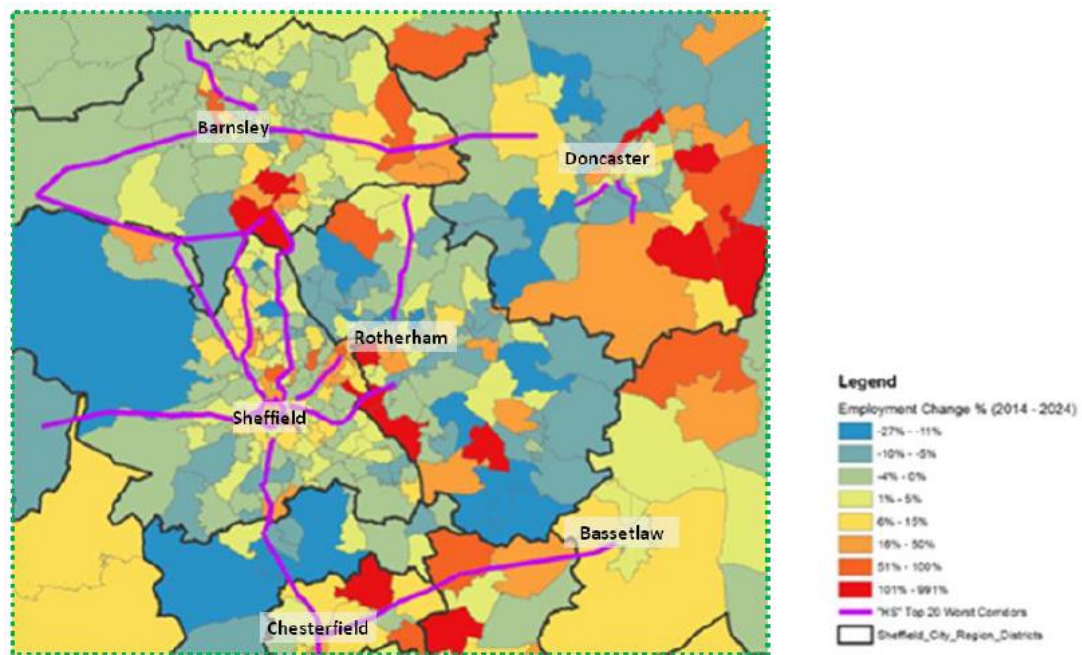 Barnsley
Doncaster
Rotherham
Sheffield
Bassetlaw
Chesterfield
Legend
Employment Change % (2014 - 2024)
-27% - -11%
-10% - -5%
-4% - 0%
1% - 5%
6% - 15%
16% - 50%
51% - 100%
101% - 991%
"KS" Top 20 Worst Corridors
Sheffield_City_Region_Districts